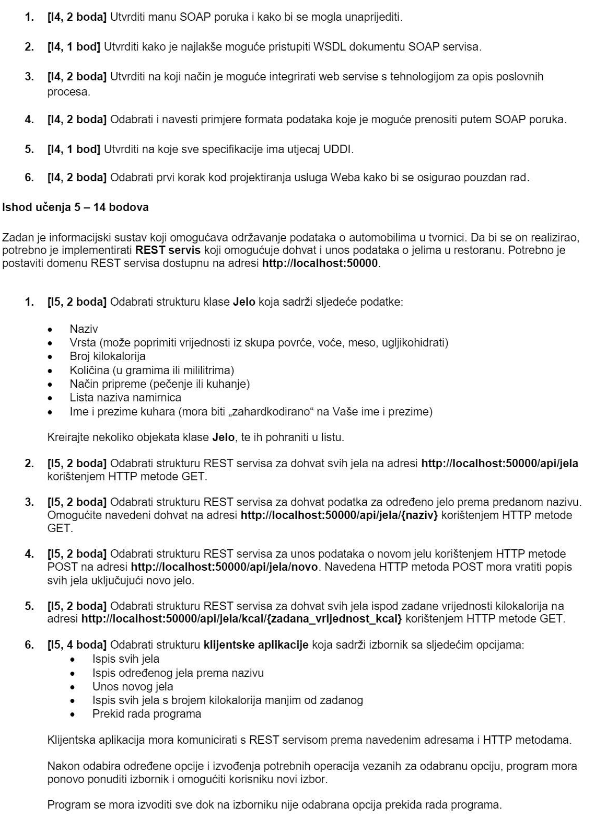 1. [I4, 2 boda] Utvrditi manu SOAP poruka i kako bi se mogla unaprijediti.
2. [I4, 1 bod] Utvrditi kako je najlakše moguće pristupiti WSDL dokumentu SOAP servisa.
3. [I4, 2 boda] Utvrditi na koji način je moguće integrirati web servise s tehnologijom za opis poslovnih
procesa.
4. [I4, 2 boda] Odabrati i navesti primjere formata podataka koje je moguće prenositi putem SOAP poruka.
5. [I4, 1 bod] Utvrditi na koje sve specifikacije ima utjecaj UDDI.
6. [I4, 2 boda] Odabrati prvi korak kod projektiranja usluga Weba kako bi se osigurao pouzdan rad.
Ishod učenja 5 – 14 bodova
Zadan je informacijski sustav koji omogućava održavanje podataka o automobilima u tvornici. Da bi se on realizirao,
potrebno je implementirati REST servis koji omogućuje dohvat i unos podataka o jelima u restoranu. Potrebno je
postaviti domenu REST servisa dostupnu na adresi http://localhost:50000.
1. [I5, 2 boda] Odabrati strukturu klase Jelo koja sadrži sljedeće podatke:
• Naziv
• Vrsta (može poprimiti vrijednosti iz skupa povrće, voće, meso, ugljikohidrati)
• Broj kilokalorija
• Količina (u gramima ili mililitrima)
• Način pripreme (pečenje ili kuhanje)
• Lista naziva namirnica
• Ime i prezime kuhara (mora biti „zahardkodirano“ na Vaše ime i prezime)
Kreirajte nekoliko objekata klase Jelo, te ih pohraniti u listu.
2. [I5, 2 boda] Odabrati strukturu REST servisa za dohvat svih jela na adresi http://localhost:50000/api/jela
korištenjem HTTP metode GET.
3. [I5, 2 boda] Odabrati strukturu REST servisa za dohvat podatka za određeno jelo prema predanom nazivu.
Omogućite navedeni dohvat na adresi http://localhost:50000/api/jela/{naziv} korištenjem HTTP metode
GET.
4. [I5, 2 boda] Odabrati strukturu REST servisa za unos podataka o novom jelu korištenjem HTTP metode
POST na adresi http://localhost:50000/api/jela/novo. Navedena HTTP metoda POST mora vratiti popis
svih jela uključujući novo jelo.
5. [I5, 2 boda] Odabrati strukturu REST servisa za dohvat svih jela ispod zadane vrijednosti kilokalorija na
adresi http://localhost:50000/api/jela/kcal/{zadana_vrijednost_kcal} korištenjem HTTP metode GET.
6. [I5, 4 boda] Odabrati strukturu klijentske aplikacije koja sadrži izbornik sa sljedećim opcijama:
• Ispis svih jela
• Ispis određenog jela prema nazivu
• Unos novog jela
• Ispis svih jela s brojem kilokalorija manjim od zadanog
• Prekid rada programa
Klijentska aplikacija mora komunicirati s REST servisom prema navedenim adresama i HTTP metodama.
Nakon odabira određene opcije i izvođenja potrebnih operacija vezanih za odabranu opciju, program mora
ponovo ponuditi izbornik i omogućiti korisniku novi izbor.
Program se mora izvoditi sve dok na izborniku nije odabrana opcija prekida rada programa.